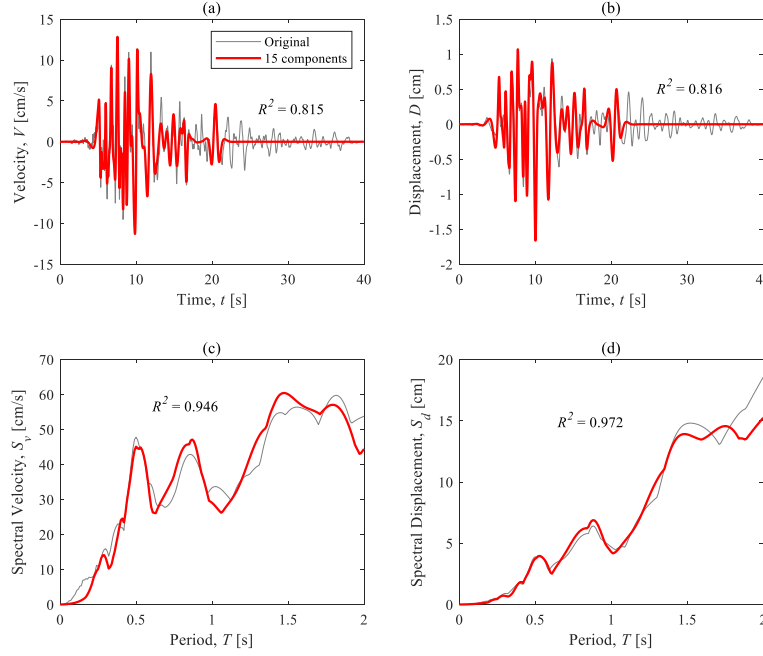 (a)
15
10
5
0
-5
-10
-15
Velocity, V [cm/s]
Original
15 components
R² = 0.815
0
10
20
30
40
Time, t [s]
(b)
1.5
1
0.5
0
-0.5
-1
-1.5
-2
Displacement, D [cm]
R² = 0.816
0
10
20
30
40
Time, t [s]
(c)
70
60
50
40
30
20
10
0
Spectral Velocity, Sᵥ [cm/s]
R² = 0.946
0
0.5
1
1.5
2
Period, T [s]
(d)
20
15
10
5
0
Spectral Displacement, S_d [cm]
R² = 0.972
0
0.5
1
1.5
2
Period, T [s]